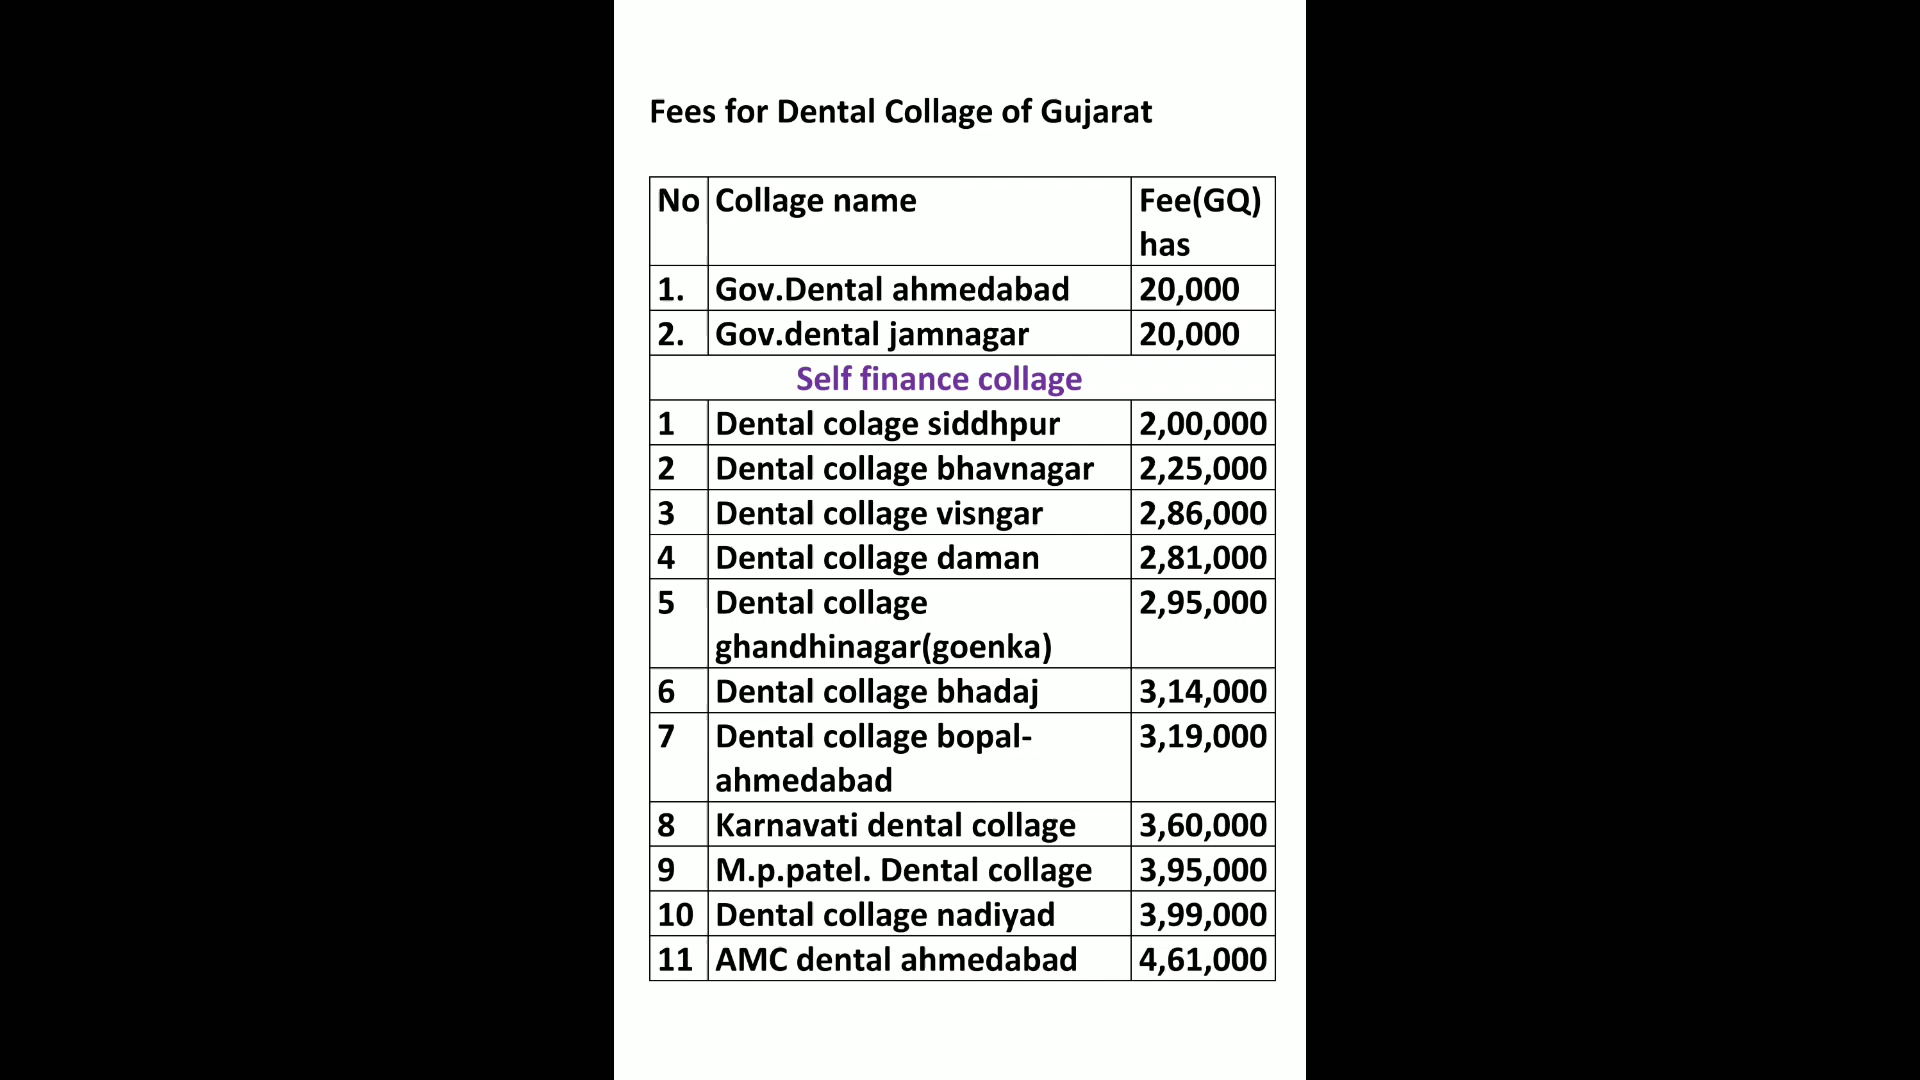 Fees for Dental Collage of Gujarat
No Collage name Fee(GQ)
has
1. Gov.Dental ahmedabad 20,000
2. Gov.dental jamnagar 20,000
Self finance collage
1 Dental colage siddhpur 2,00,000
2 Dental collage bhavnagar 2,25,000
3 Dental collage visngar 2,86,000
4 Dental collage daman 2,81,000
5 Dental collage 2,95,000
ghandhinagar(goenka)
6 Dental collage bhadaj 3,14,000
7 Dental collage bopal- 3,19,000
ahmedabad
8 Karnavati dental collage 3,60,000
9 M.p.patel. Dental collage 3,95,000
10 Dental collage nadiyad 3,99,000
11 AMC dental ahmedabad 4,61,000